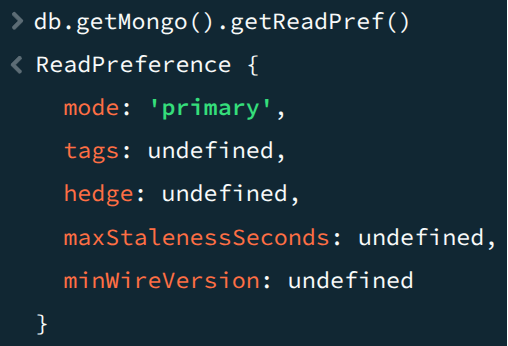 > db.getMongo().getReadPref()
< ReadPreference {
mode: 'primary',
tags: undefined,
hedge: undefined,
maxStalenessSeconds: undefined,
minWireVersion: undefined
}